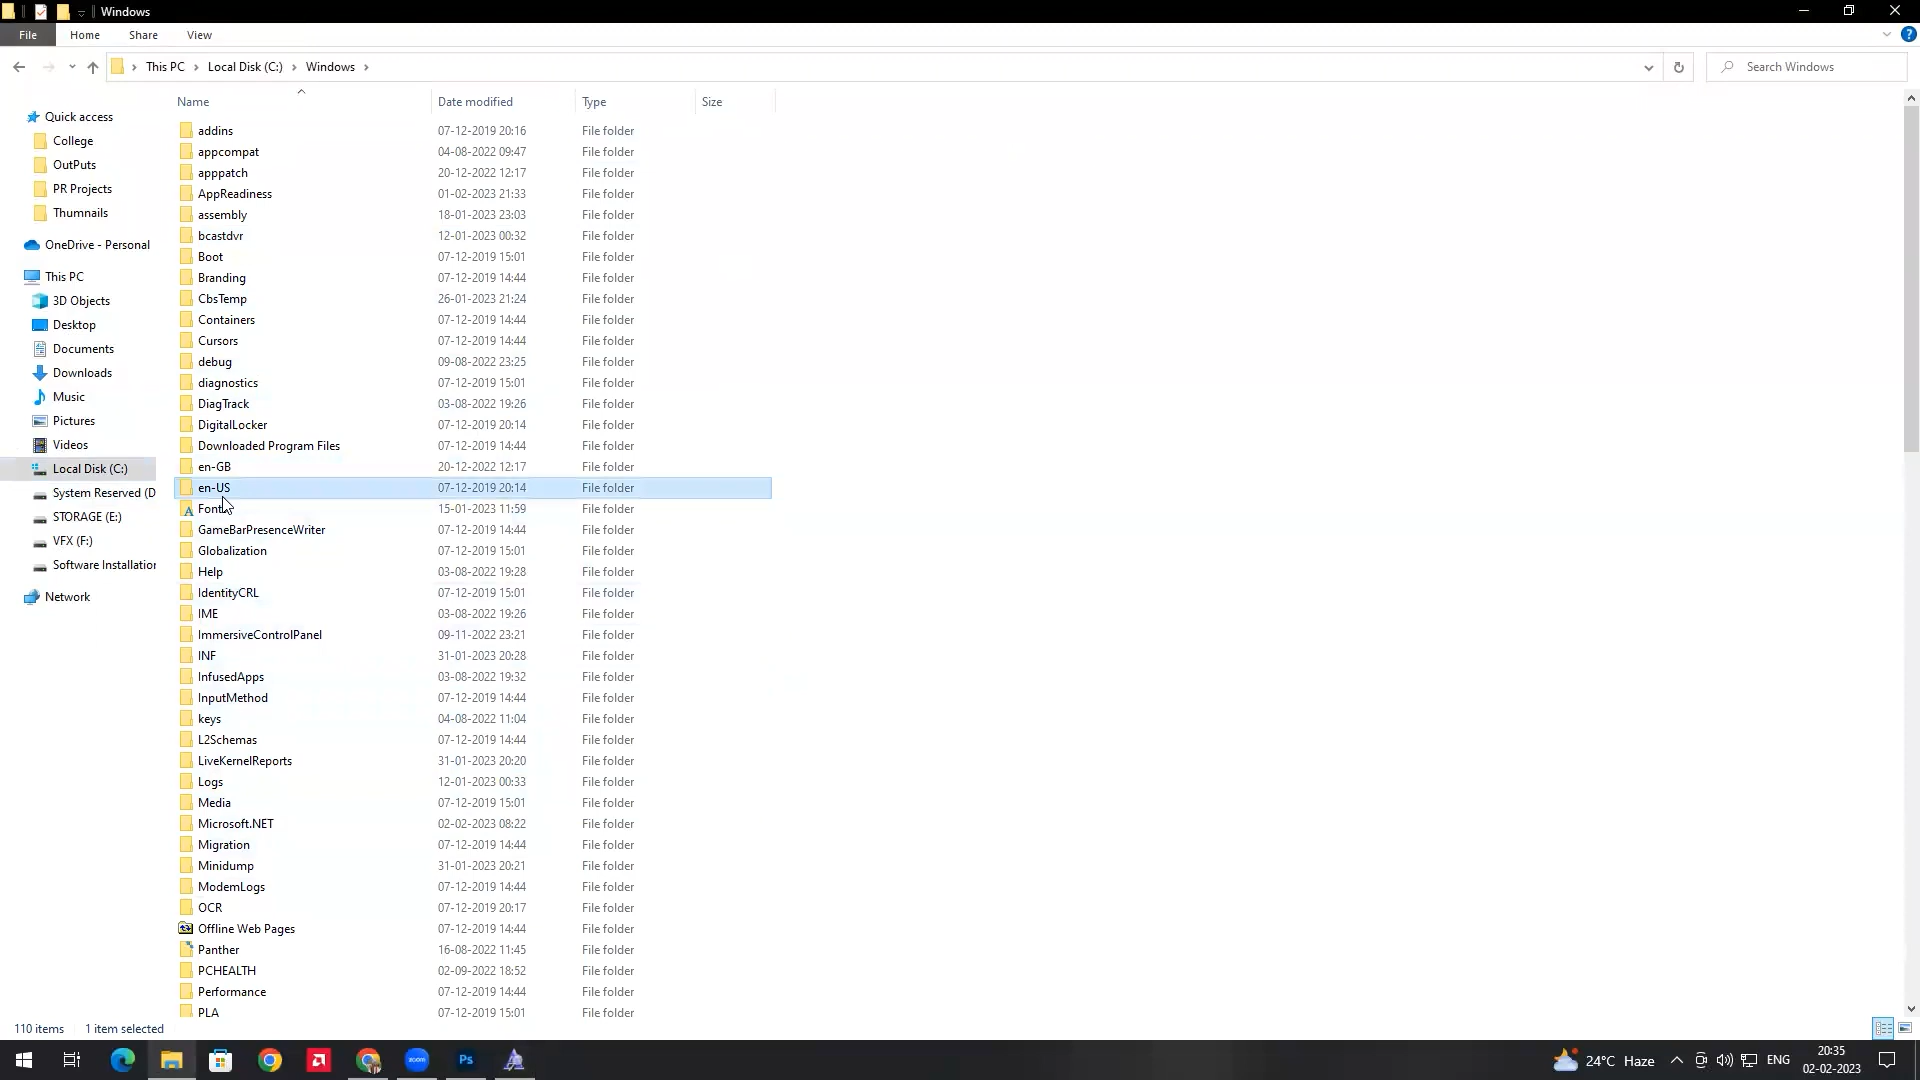 Windows
File Home Share View
This PC Local Disk (C:) Windows
Search Windows
Name Date modified Type Size
Quick access
College
OutPuts
PR Projects
Thumnails
OneDrive - Personal
This PC
3D Objects
Desktop
Documents
Downloads
Music
Pictures
Videos
Local Disk (C:)
System Reserved (D
STORAGE (E:)
VFX (F:)
Software Installation
Network
addins 07-12-2019 20:16 File folder
appcompat 04-08-2022 09:47 File folder
apppatch 20-12-2022 12:17 File folder
AppReadiness 01-02-2023 21:33 File folder
assembly 18-01-2023 23:03 File folder
bcastdvr 12-01-2023 00:32 File folder
Boot 07-12-2019 15:01 File folder
Branding 07-12-2019 14:44 File folder
CbsTemp 26-01-2023 21:24 File folder
Containers 07-12-2019 14:44 File folder
Cursors 07-12-2019 14:44 File folder
debug 09-08-2022 23:25 File folder
diagnostics 07-12-2019 15:01 File folder
DiagTrack 03-08-2022 19:26 File folder
DigitalLocker 07-12-2019 20:14 File folder
Downloaded Program Files 07-12-2019 14:44 File folder
en-GB 20-12-2022 12:17 File folder
en-US 07-12-2019 20:14 File folder
Fonts 15-01-2023 11:59 File folder
GameBarPresenceWriter 07-12-2019 14:44 File folder
Globalization 07-12-2019 15:01 File folder
Help 03-08-2022 19:28 File folder
IdentityCRL 07-12-2019 15:01 File folder
IME 03-08-2022 19:26 File folder
ImmersiveControlPanel 09-11-2022 23:21 File folder
INF 31-01-2023 20:28 File folder
InfusedApps 03-08-2022 19:32 File folder
InputMethod 07-12-2019 14:44 File folder
keys 04-08-2022 11:04 File folder
L2Schemas 07-12-2019 14:44 File folder
LiveKernelReports 31-01-2023 20:20 File folder
Logs 12-01-2023 00:33 File folder
Media 07-12-2019 15:01 File folder
Microsoft.NET 02-02-2023 08:22 File folder
Migration 07-12-2019 14:44 File folder
Minidump 31-01-2023 20:21 File folder
ModemLogs 07-12-2019 14:44 File folder
OCR 07-12-2019 20:17 File folder
Offline Web Pages 07-12-2019 14:44 File folder
Panther 16-08-2022 11:45 File folder
PCHEALTH 02-09-2022 18:52 File folder
Performance 07-12-2019 14:44 File folder
PLA 07-12-2019 15:01 File folder
110 items 1 item selected
zoom Ps 24°C Haze ENG 20:35
02-02-2023